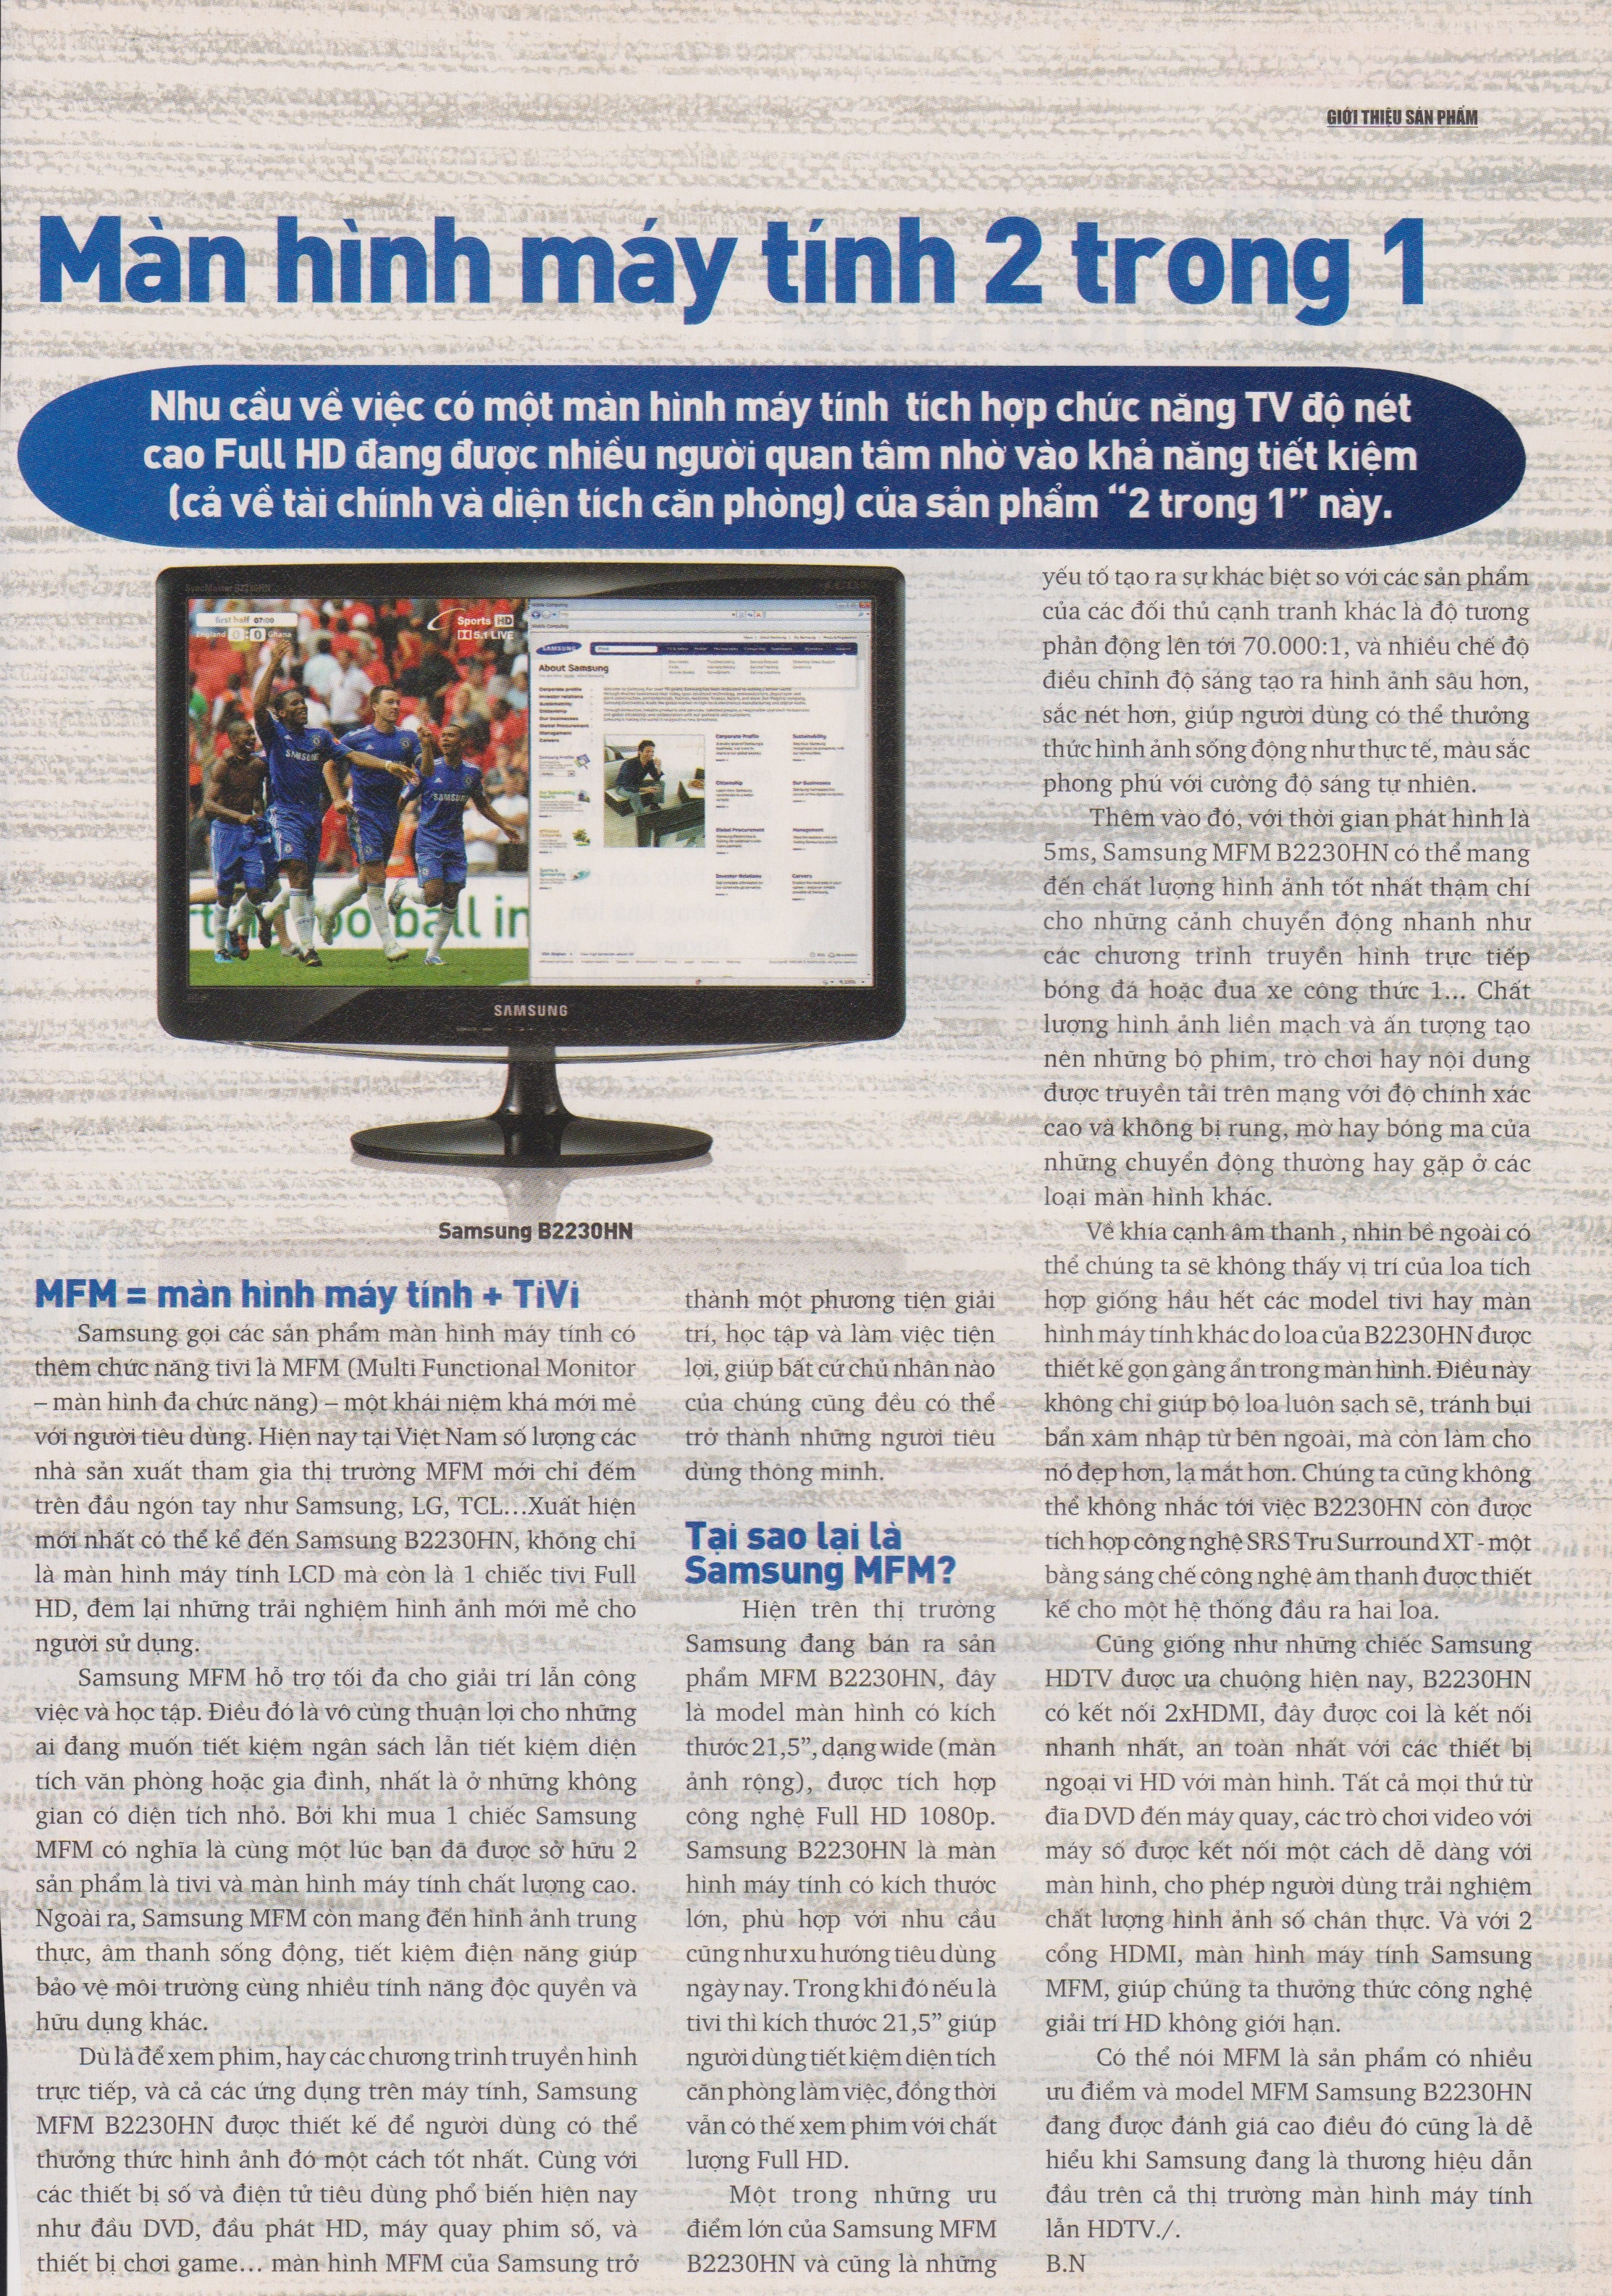 GIỚI THIỆU SẢN PHẨM
Màn hình máy tính 2 trong 1
Nhu cầu về việc có một màn hình máy tính tích hợp chức năng TV độ nét
cao Full HD đang được nhiều người quan tâm nhờ vào khả năng tiết kiệm
(cả về tài chính và diện tích căn phòng) của sản phẩm “2 trong 1” này.
SyncMaster B2230HN
first half 07:00
England 0 0 Ghana
Sports HD
5.1 LIVE
SAMSUNG
About Samsung
Corporate profile
Investor relations
Sustainability
Citizenship
Our businesses
Global Procurement
Management
Careers
Corporate Profile
Sustainability
Citizenship
Our Businesses
Global Procurement
Management
Investor Relations
Careers
SAMSUNG
SAMSUNG
SAMSUNG
Samsung B2230HN
MFM = màn hình máy tính + TiVi
Samsung gọi các sản phẩm màn hình máy tính có
thêm chức năng tivi là MFM (Multi Functional Monitor
– màn hình đa chức năng) – một khái niệm khá mới mẻ
với người tiêu dùng. Hiện nay tại Việt Nam số lượng các
nhà sản xuất tham gia thị trường MFM mới chỉ đếm
trên đầu ngón tay như Samsung, LG, TCL…Xuất hiện
mới nhất có thể kể đến Samsung B2230HN, không chỉ
là màn hình máy tính LCD mà còn là 1 chiếc tivi Full
HD, đem lại những trải nghiệm hình ảnh mới mẻ cho
người sử dụng.
Samsung MFM hỗ trợ tối đa cho giải trí lẫn công
việc và học tập. Điều đó là vô cùng thuận lợi cho những
ai đang muốn tiết kiệm ngân sách lẫn tiết kiệm diện
tích văn phòng hoặc gia đình, nhất là ở những không
gian có diện tích nhỏ. Bởi khi mua 1 chiếc Samsung
MFM có nghĩa là cùng một lúc bạn đã được sở hữu 2
sản phẩm là tivi và màn hình máy tính chất lượng cao.
Ngoài ra, Samsung MFM còn mang đến hình ảnh trung
thực, âm thanh sống động, tiết kiệm điện năng giúp
bảo vệ môi trường cùng nhiều tính năng độc quyền và
hữu dụng khác.
Dù là để xem phim, hay các chương trình truyền hình
trực tiếp, và cả các ứng dụng trên máy tính, Samsung
MFM B2230HN được thiết kế để người dùng có thể
thưởng thức hình ảnh đó một cách tốt nhất. Cùng với
các thiết bị số và điện tử tiêu dùng phổ biến hiện nay
như đầu DVD, đầu phát HD, máy quay phim số, và
thiết bị chơi game… màn hình MFM của Samsung trở
thành một phương tiện giải
trí, học tập và làm việc tiện
lợi, giúp bất cứ chủ nhân nào
của chúng cũng đều có thể
trở thành những người tiêu
dùng thông minh.
Tại sao lại là
Samsung MFM?
Hiện trên thị trường
Samsung đang bán ra sản
phẩm MFM B2230HN, đây
là model màn hình có kích
thước 21,5”, dạng wide (màn
ảnh rộng), được tích hợp
công nghệ Full HD 1080p.
Samsung B2230HN là màn
hình máy tính có kích thước
lớn, phù hợp với nhu cầu
cũng như xu hướng tiêu dùng
ngày nay. Trong khi đó nếu là
tivi thì kích thước 21,5” giúp
người dùng tiết kiệm diện tích
căn phòng làm việc, đồng thời
vẫn có thể xem phim với chất
lượng Full HD.
Một trong những ưu
điểm lớn của Samsung MFM
B2230HN và cũng là những
yếu tố tạo ra sự khác biệt so với các sản phẩm
của các đối thủ cạnh tranh khác là độ tương
phản động lên tới 70.000:1, và nhiều chế độ
điều chỉnh độ sáng tạo ra hình ảnh sâu hơn,
sắc nét hơn, giúp người dùng có thể thưởng
thức hình ảnh sống động như thực tế, màu sắc
phong phú với cường độ sáng tự nhiên.
Thêm vào đó, với thời gian phát hình là
5ms, Samsung MFM B2230HN có thể mang
đến chất lượng hình ảnh tốt nhất thậm chí
cho những cảnh chuyển động nhanh như
các chương trình truyền hình trực tiếp
bóng đá hoặc đua xe công thức 1… Chất
lượng hình ảnh liền mạch và ấn tượng tạo
nên những bộ phim, trò chơi hay nội dung
được truyền tải trên mạng với độ chính xác
cao và không bị rung, mờ hay bóng ma của
những chuyển động thường hay gặp ở các
loại màn hình khác.
Về khía cạnh âm thanh , nhìn bề ngoài có
thể chúng ta sẽ không thấy vị trí của loa tích
hợp giống hầu hết các model tivi hay màn
hình máy tính khác do loa của B2230HN được
thiết kế gọn gàng ẩn trong màn hình. Điều này
không chỉ giúp bộ loa luôn sạch sẽ, tránh bụi
bẩn xâm nhập từ bên ngoài, mà còn làm cho
nó đẹp hơn, lạ mắt hơn. Chúng ta cũng không
thể không nhắc tới việc B2230HN còn được
tích hợp công nghệ SRS Tru Surround XT - một
bằng sáng chế công nghệ âm thanh được thiết
kế cho một hệ thống đầu ra hai loa.
Cũng giống như những chiếc Samsung
HDTV được ưa chuộng hiện nay, B2230HN
có kết nối 2xHDMI, đây được coi là kết nối
nhanh nhất, an toàn nhất với các thiết bị
ngoại vi HD với màn hình. Tất cả mọi thứ từ
đĩa DVD đến máy quay, các trò chơi video với
máy số được kết nối một cách dễ dàng với
màn hình, cho phép người dùng trải nghiệm
chất lượng hình ảnh số chân thực. Và với 2
cổng HDMI, màn hình máy tính Samsung
MFM, giúp chúng ta thưởng thức công nghệ
giải trí HD không giới hạn.
Có thể nói MFM là sản phẩm có nhiều
ưu điểm và model MFM Samsung B2230HN
đang được đánh giá cao điều đó cũng là dễ
hiểu khi Samsung đang là thương hiệu dẫn
đầu trên cả thị trường màn hình máy tính
lẫn HDTV./.
B.N